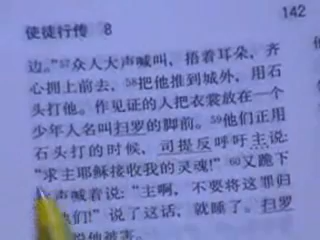 使徒行传 8 142
边。”⁵⁷众人大声喊叫，捂着耳朵，齐
心拥上前去，⁵⁸把他推到城外，用石
头打他。作见证的人把衣裳放在一个
少年人名叫扫罗的脚前。⁵⁹他们正用
石头打的时候，司提反呼吁主说：
“求主耶稣接收我的灵魂!”⁶⁰又跪下
声喊着说：“主啊，不要将这罪归
他们!”说了这话，就睡了。扫罗
他被害。